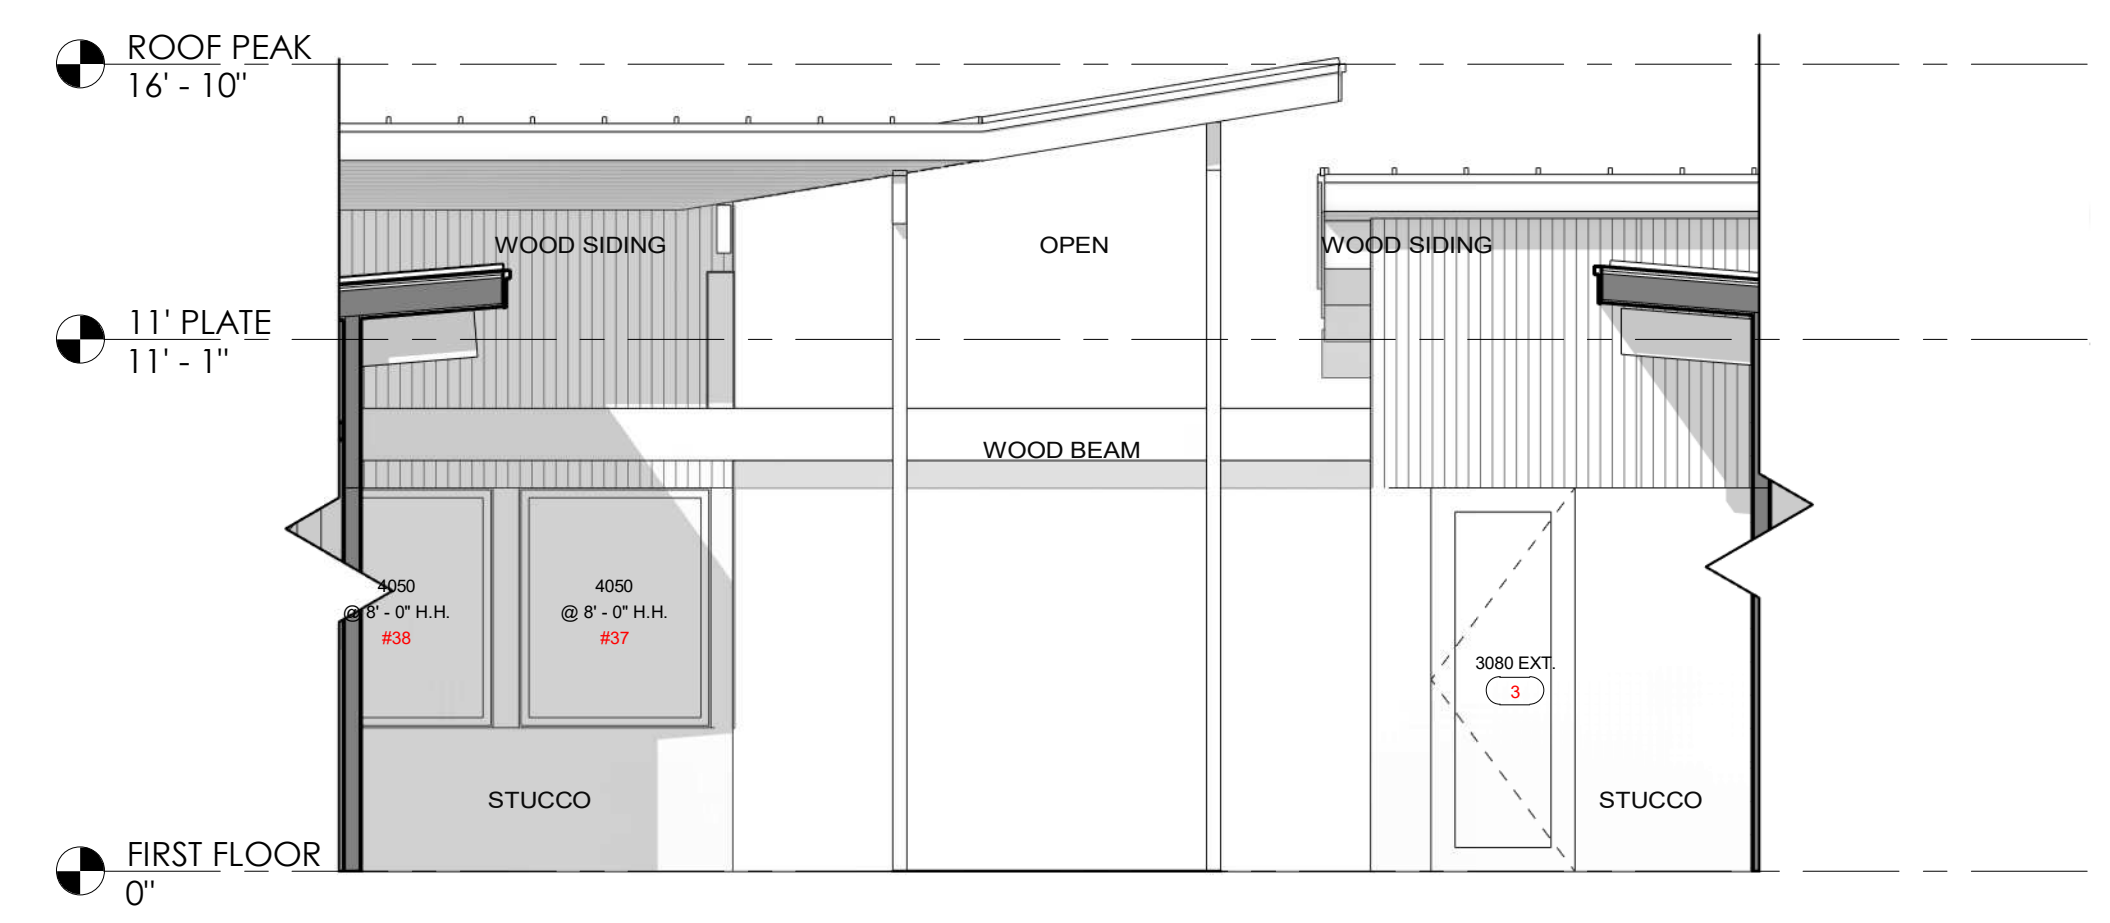 ROOF PEAK
16' - 10"
WOOD SIDING
OPEN
WOOD SIDING
11' PLATE
11' - 1"
WOOD BEAM
4050
@ 8' - 0" H.H.
#38
4050
@ 8' - 0" H.H.
#37
3080 EXT.
3
STUCCO
STUCCO
FIRST FLOOR
0"